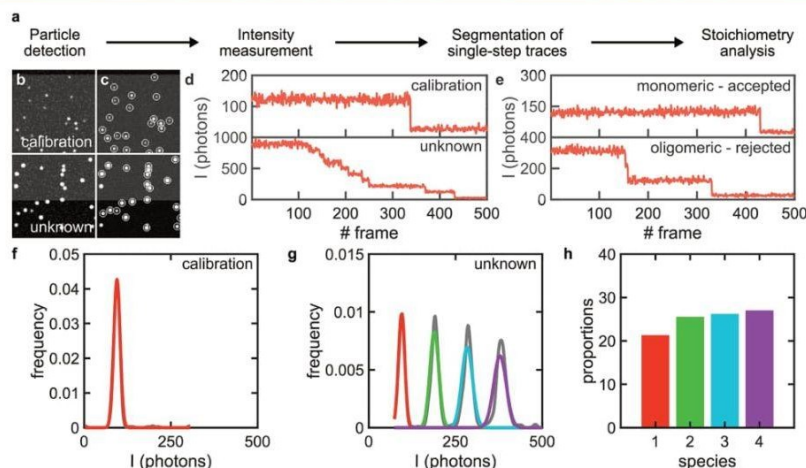 a
Particle detection
Intensity measurement
Segmentation of single-step traces
Stoichiometry analysis
b
calibration
c
unknown
d
200
100
0
calibration
1000
500
0
unknown
I (photons)
I (photons)
100 200 300 400 500
# frame
e
300
150
0
monomeric - accepted
400
200
0
oligomeric - rejected
I (photons)
I (photons)
100 200 300 400 500
# frame
f
calibration
0.05
0.04
0.03
0.02
0.01
0
frequency
0 250 500
I (photons)
g
unknown
0.015
0.01
0.005
0
frequency
0 250 500
I (photons)
h
40
30
20
10
0
proportions
1 2 3 4
species